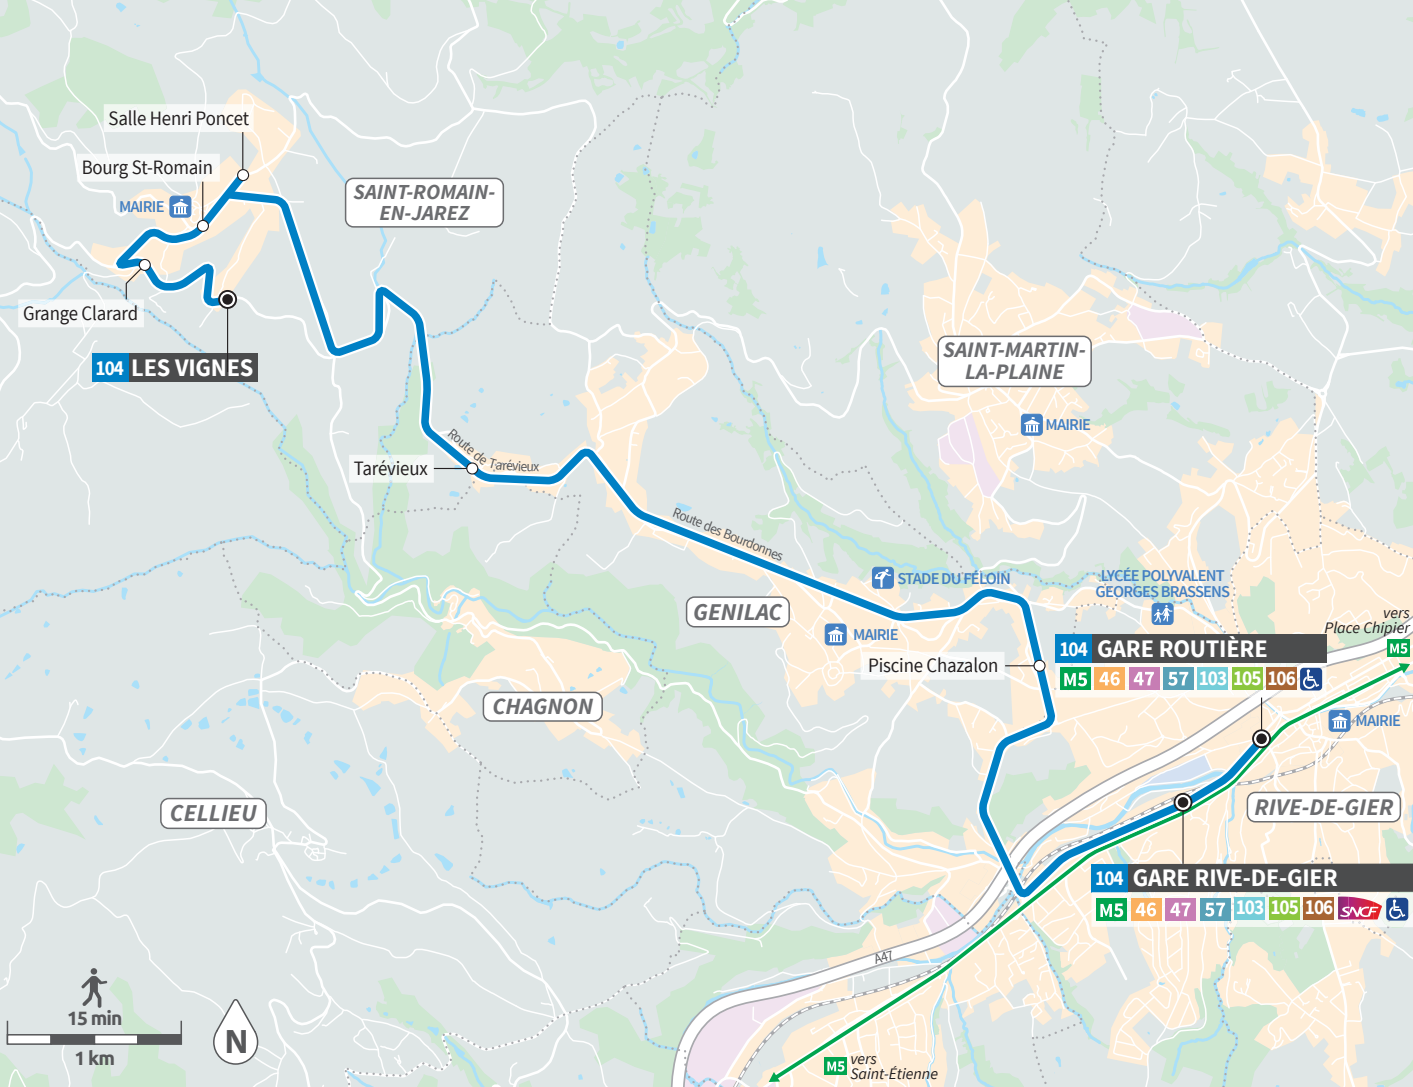 Salle Henri Poncet
Bourg St-Romain
MAIRIE
SAINT-ROMAIN-
EN-JAREZ
Grange Clarard
104 LES VIGNES
SAINT-MARTIN-
LA-PLAINE
MAIRIE
Route de Tarévieux
Tarévieux
Route des Bourdonnes
STADE DU FÉLOIN
LYCÉE POLYVALENT
GEORGES BRASSENS
GENILAC
MAIRIE
vers
Place Chipier
M5
104 GARE ROUTIÈRE
M5 46 47 57 103 105 106
Piscine Chazalon
CHAGNON
MAIRIE
CELLIEU
RIVE-DE-GIER
104 GARE RIVE-DE-GIER
M5 46 47 57 103 105 106 SNCF
A47
15 min
1 km
N
M5 vers
Saint-Étienne